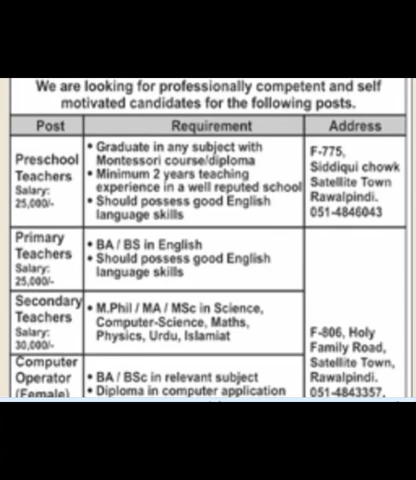 We are looking for professionally competent and self
motivated candidates for the following posts.
Post Requirement Address
Preschool
Teachers
Salary:
25,000/-
• Graduate in any subject with
Montessori course/diploma
• Minimum 2 years teaching
experience in a well reputed school
• Should possess good English
language skills
F-775,
Siddiqui chowk
Satellite Town
Rawalpindi.
051-4846043
Primary
Teachers
Salary:
25,000/-
• BA / BS in English
• Should possess good English
language skills
Secondary
Teachers
Salary:
30,000/-
• M.Phil / MA / MSc in Science,
Computer-Science, Maths,
Physics, Urdu, Islamiat
Computer
Operator
(Female)
• BA / BSc in relevant subject
• Diploma in computer application
F-806, Holy
Family Road,
Satellite Town,
Rawalpindi.
051-4843357,